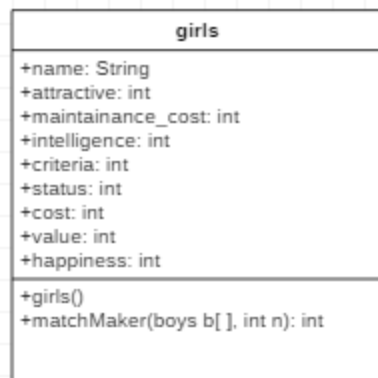 girls
+name: String
+attractive: int
+maintainance_cost: int
+intelligence: int
+criteria: int
+status: int
+cost: int
+value: int
+happiness: int
+girls()
+matchMaker(boys b[ ], int n): int